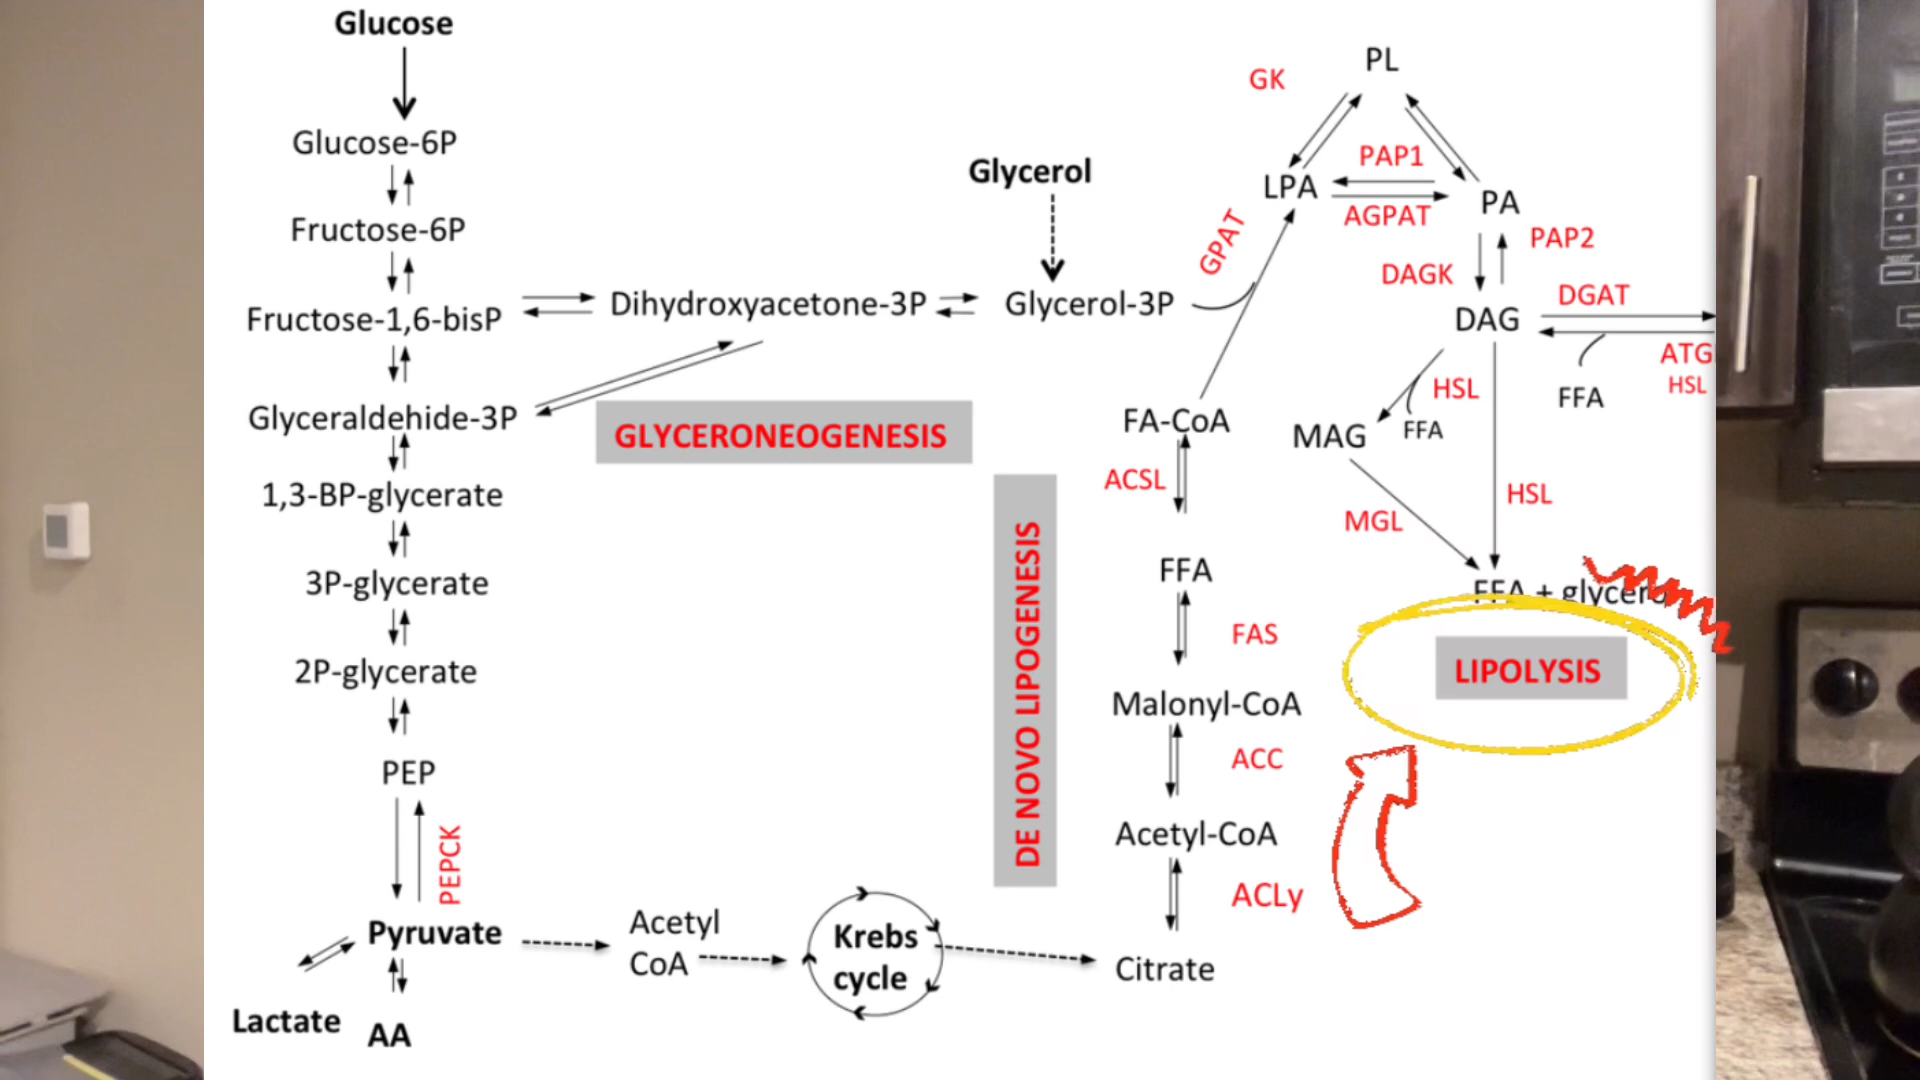 Glucose
Glucose-6P
Fructose-6P
Fructose-1,6-bisP
Glyceraldehide-3P
1,3-BP-glycerate
3P-glycerate
2P-glycerate
PEP
PEPCK
Pyruvate
Lactate
AA
Acetyl
CoA
Krebs
cycle
Citrate
Dihydroxyacetone-3P
Glycerol
Glycerol-3P
GLYCERONEOGENESIS
DE NOVO LIPOGENESIS
GPAT
FA-CoA
ACSL
FFA
FAS
Malonyl-CoA
ACC
Acetyl-CoA
ACLy
GK
PL
LPA
PAP1
AGPAT
PA
PAP2
DAGK
DAG
DGAT
ATG
HSL
FFA
HSL
FFA
MAG
MGL
HSL
FFA + glycero
LIPOLYSIS